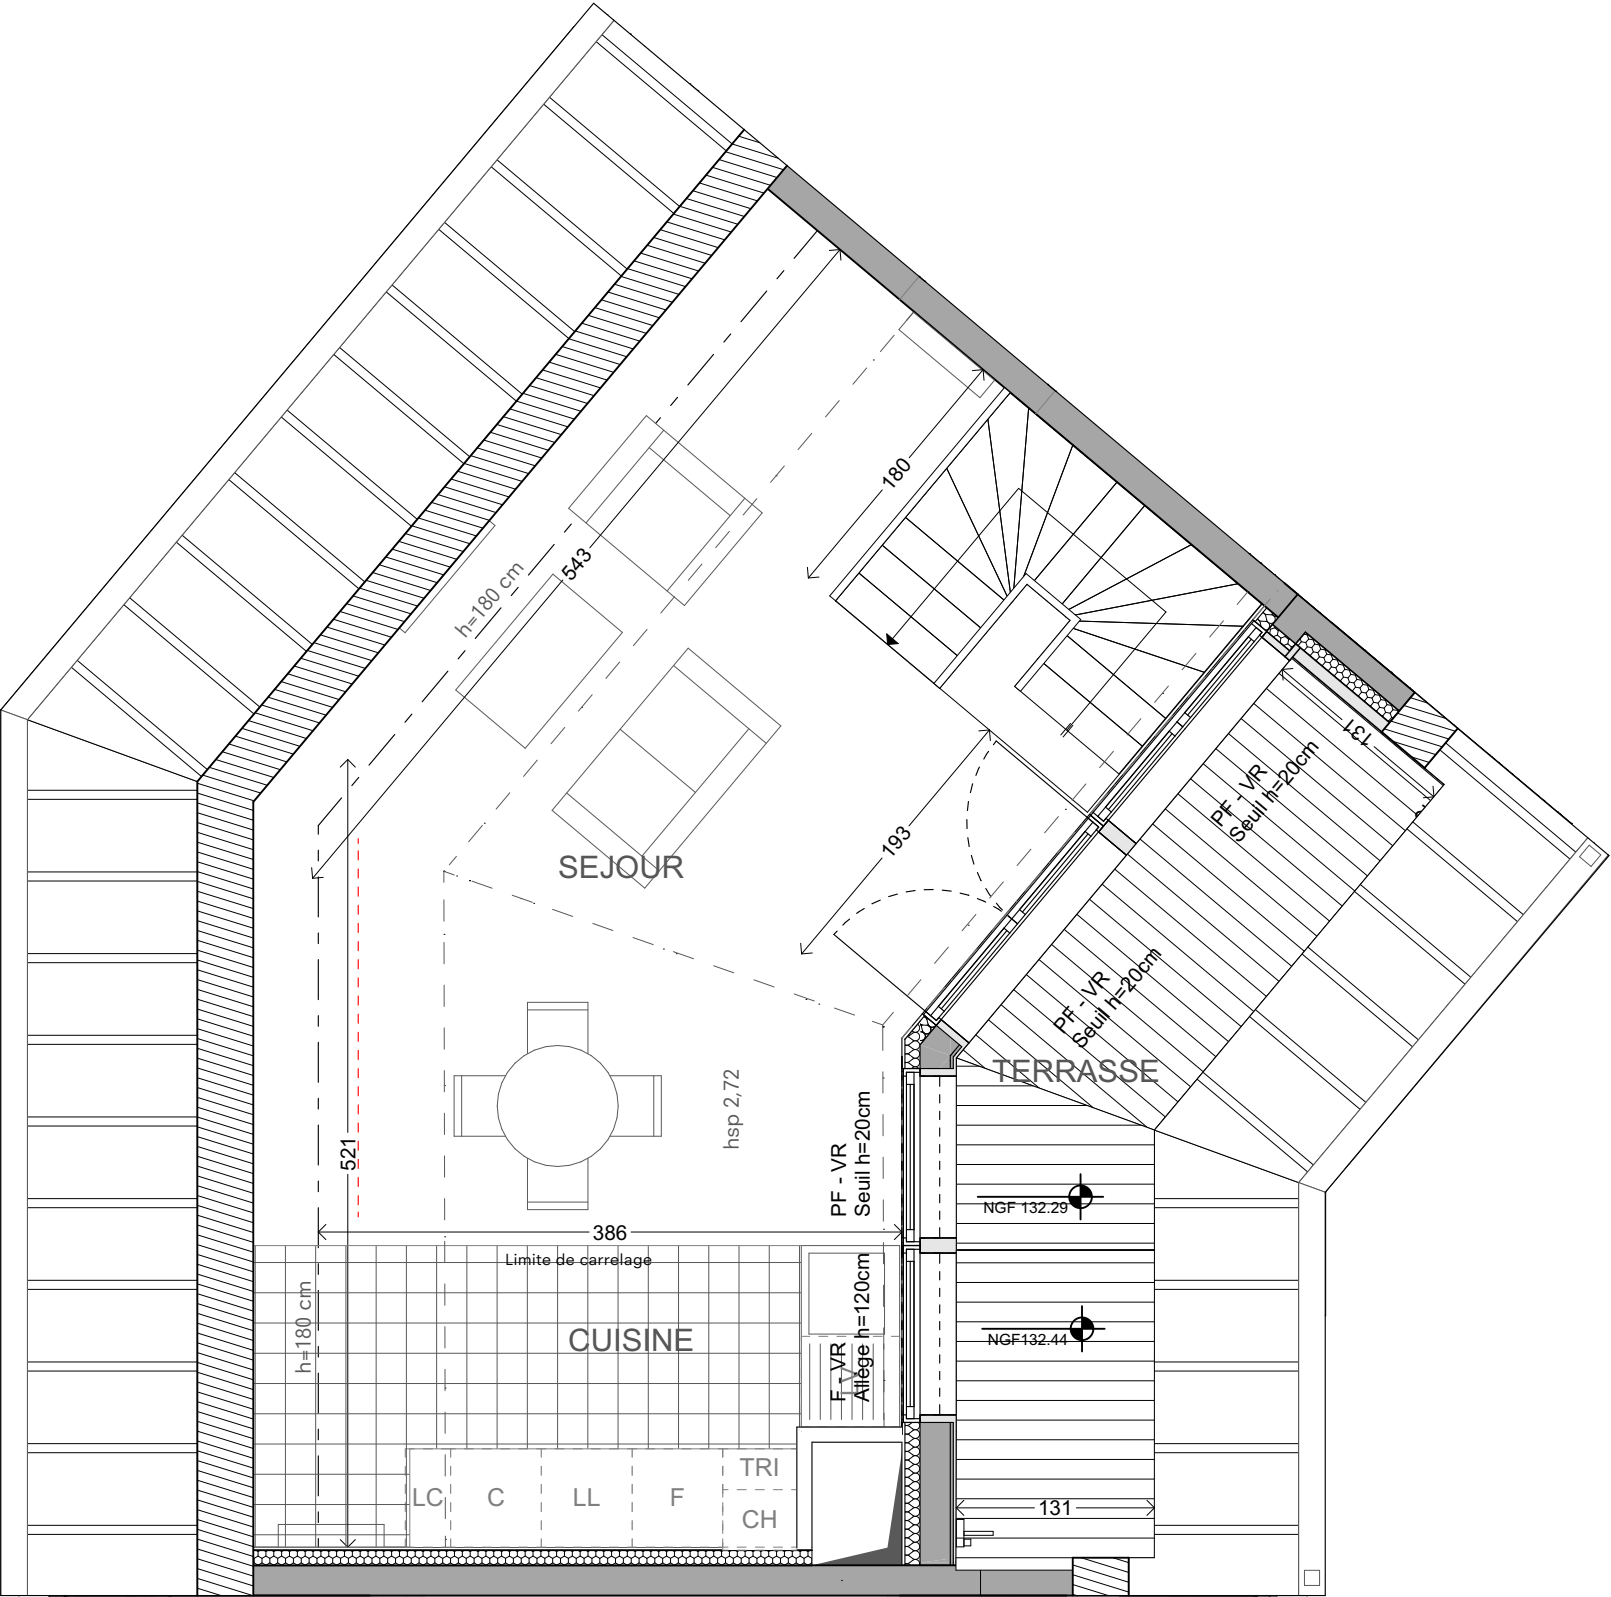 180
543
h=180 cm
131
PF - VR
Seuil h=20cm
193
SEJOUR
PF - VR
Seuil h=20cm
TERRASSE
hsp 2,72
521
PF - VR
Seuil h=20cm
NGF 132.29
386
Limite de carrelage
h=180 cm
CUISINE
F - VR
Allège h=120cm
LV
NGF132.44
TRI
LC
C
LL
F
CH
131